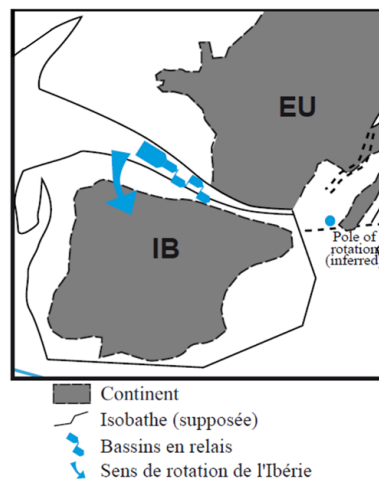 EU
IB
Pole of
rotation
(inferred)
Continent
Isobathe (supposée)
Bassins en relais
Sens de rotation de l'Ibérie